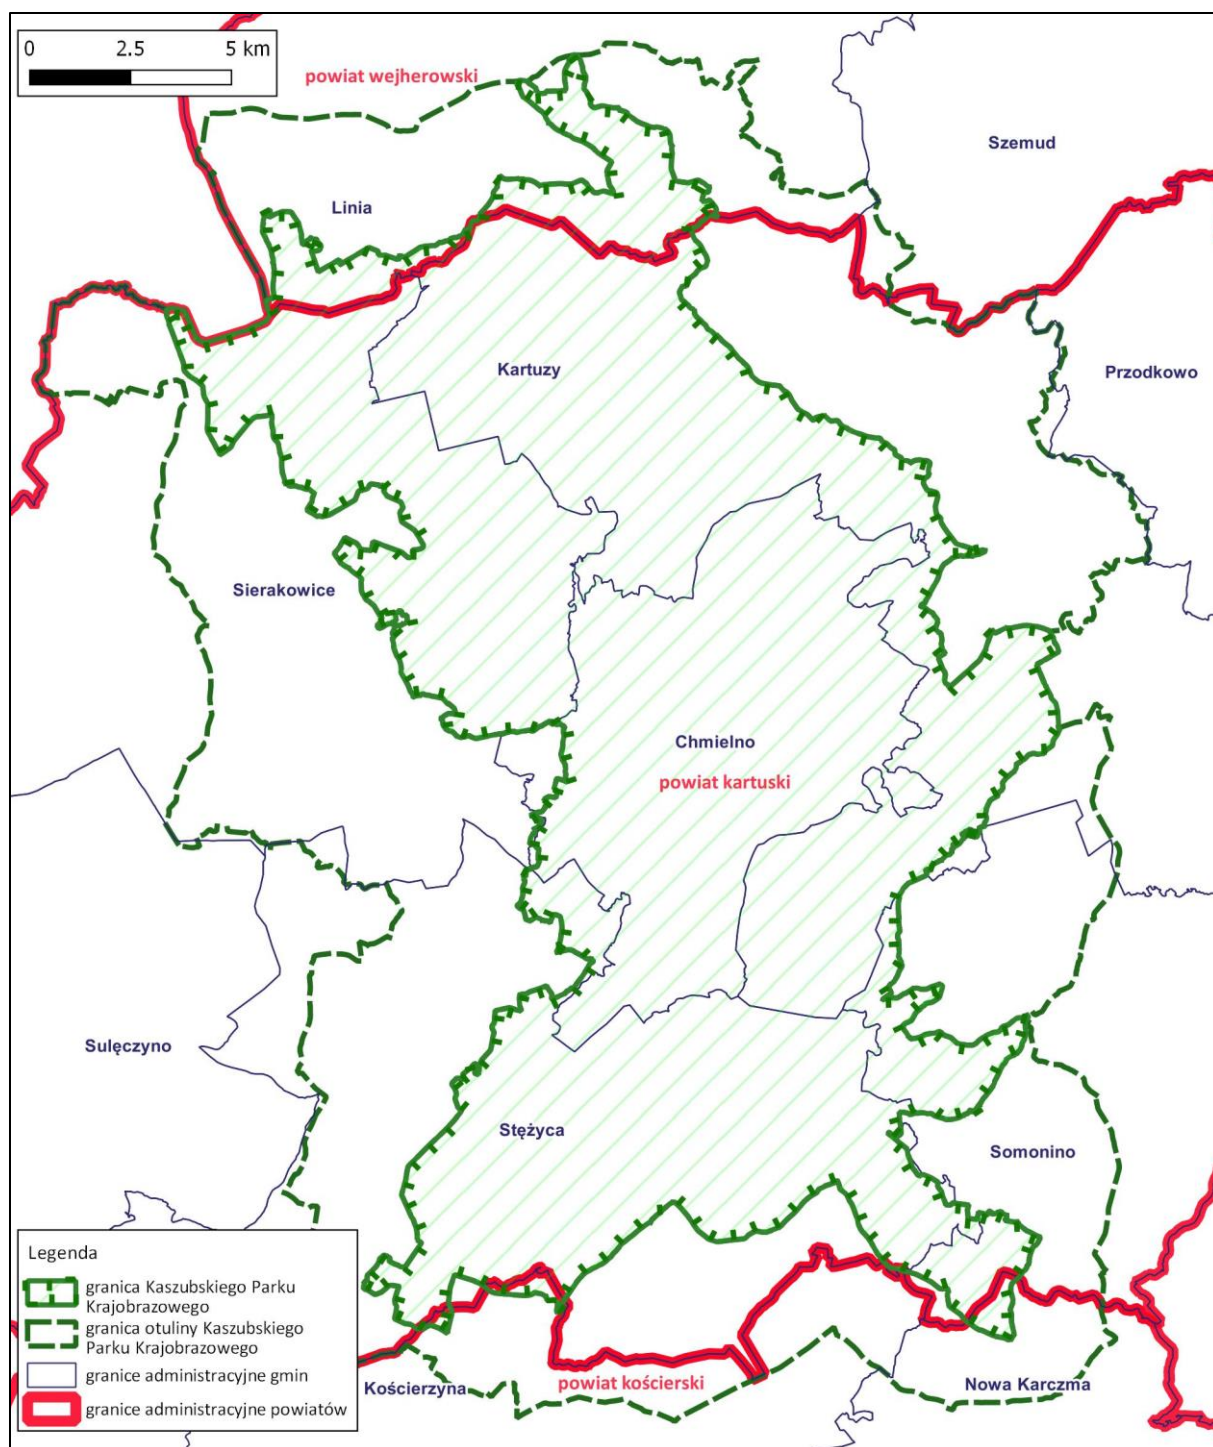 0 2.5 5 km
powiat wejherowski
Szemud
Linia
Kartuzy
Przodkowo
Sierakowice
Chmielno
powiat kartuski
Sulęczyno
Stężyca
Somonino
Legenda
granica Kaszubskiego Parku
Krajobrazowego
granica otuliny Kaszubskiego
Parku Krajobrazowego
granice administracyjne gmin
granice administracyjne powiatów
Kościerzyna
powiat kościerski
Nowa Karczma